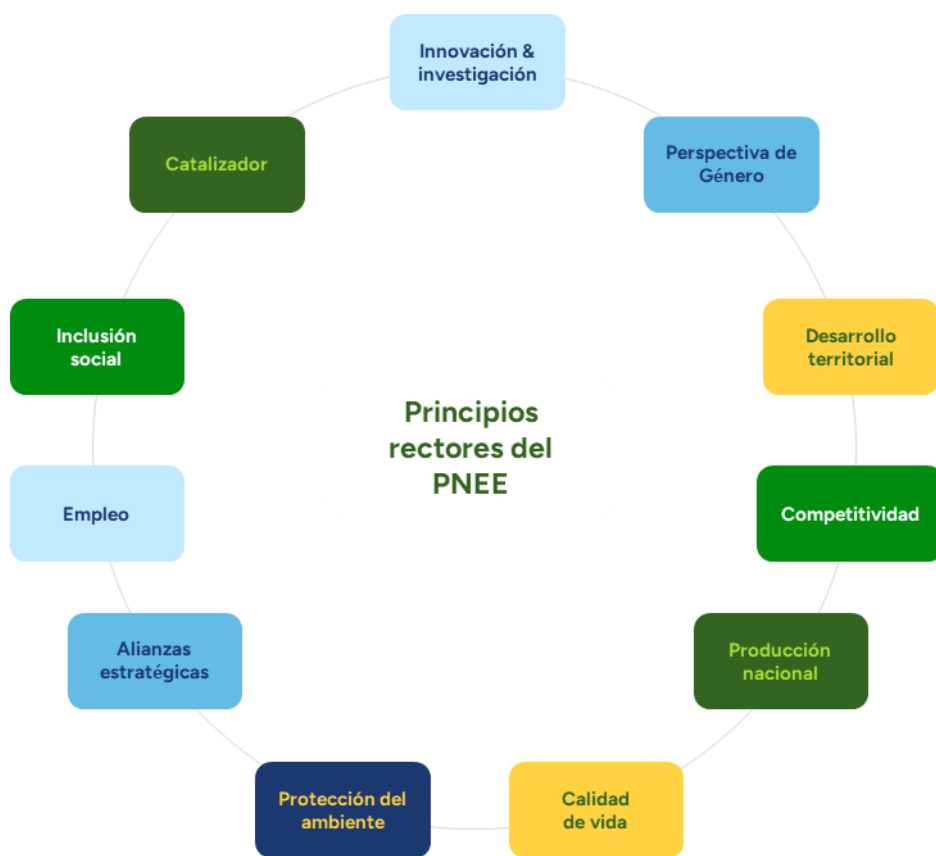 Innovación &
investigación
Perspectiva de
Género
Desarrollo
territorial
Competitividad
Producción
nacional
Calidad
de vida
Protección del
ambiente
Alianzas
estratégicas
Empleo
Inclusión
social
Catalizador
Principios
rectores del
PNEE